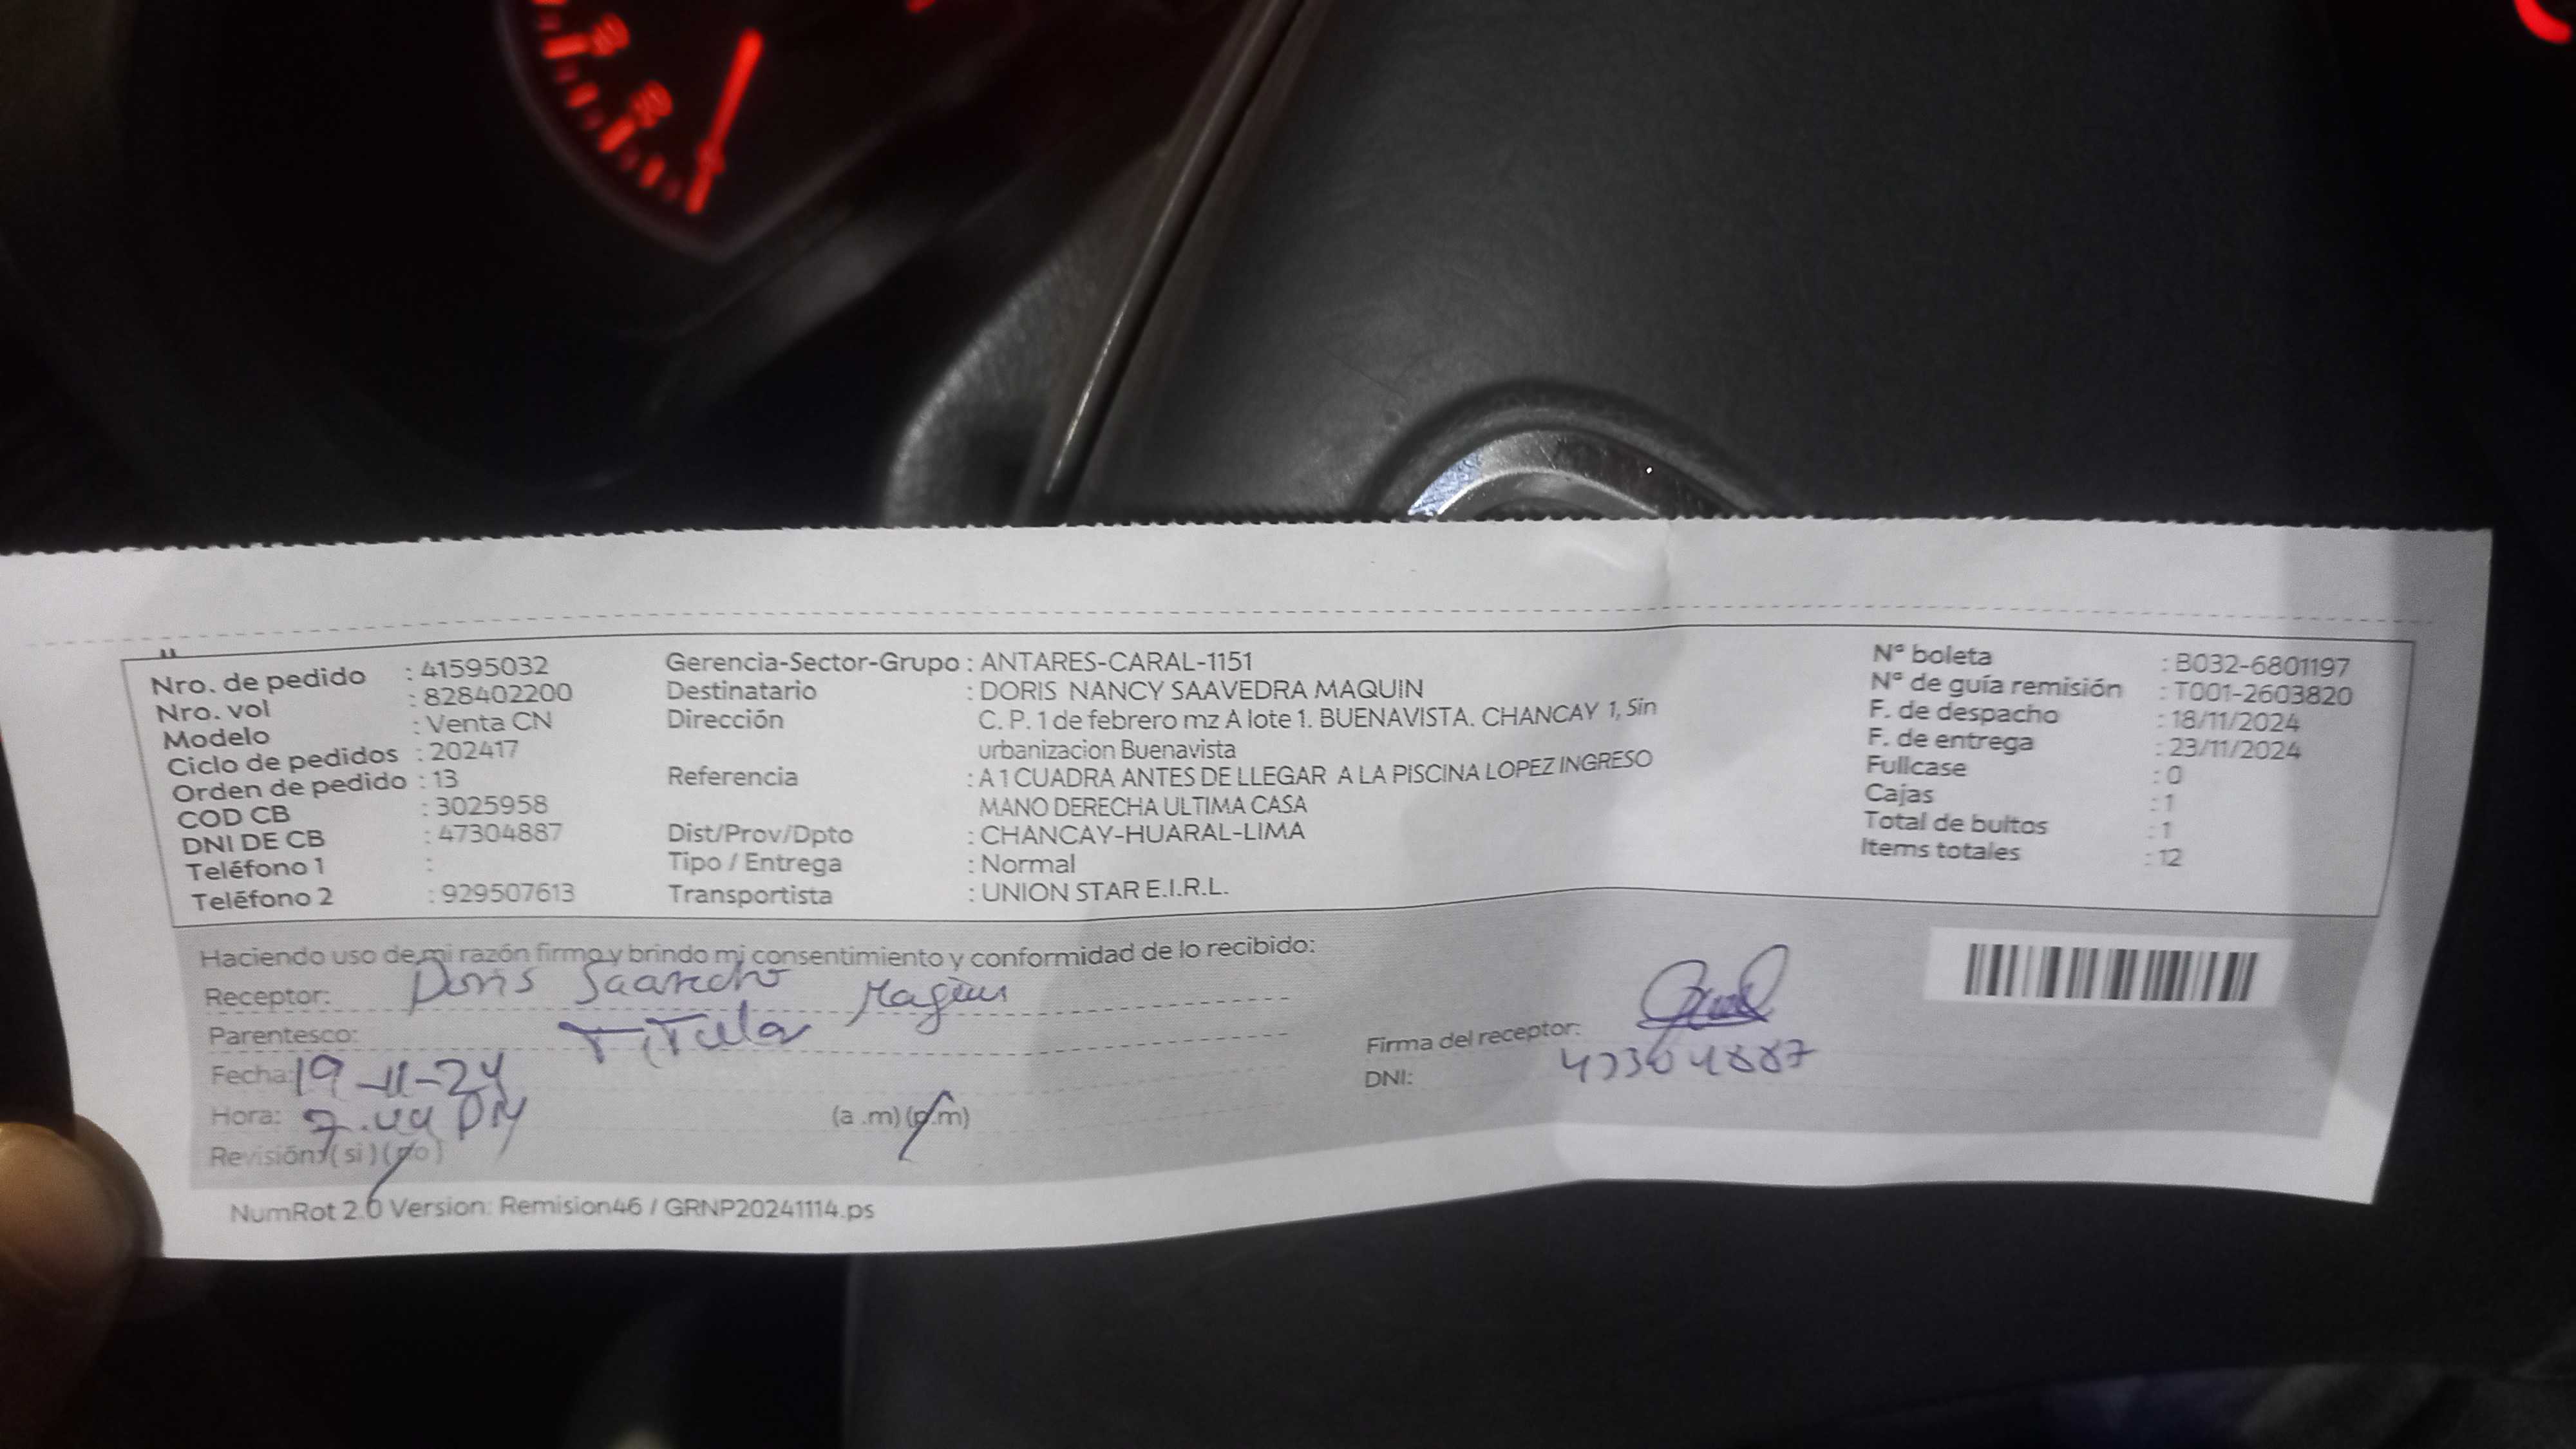 Nro. de pedido : 41595032
Nro. vol : 828402200
Modelo : Venta CN
Ciclo de pedidos : 202417
Orden de pedido : 13
COD CB : 3025958
DNI DE CB : 47304887
Teléfono 1 :
Teléfono 2 : 929507613
Gerencia-Sector-Grupo : ANTARES-CARAL-1151
Destinatario : DORIS NANCY SAAVEDRA MAQUIN
Dirección : C. P. 1 de febrero mz A lote 1. BUENAVISTA. CHANCAY 1, Sin
urbanizacion Buenavista
Referencia : A 1 CUADRA ANTES DE LLEGAR A LA PISCINA LOPEZ INGRESO
MANO DERECHA ULTIMA CASA
Dist/Prov/Dpto : CHANCAY-HUARAL-LIMA
Tipo / Entrega : Normal
Transportista : UNION STAR E.I.R.L.
Nº boleta : B032-6801197
Nº de guía remisión : T001-2603820
F. de despacho : 18/11/2024
F. de entrega : 23/11/2024
Fullcase : 0
Cajas : 1
Total de bultos : 1
Items totales : 12
Haciendo uso de mi razón firmo y brindo mi consentimiento y conformidad de lo recibido:
Receptor: Doris Saavedra
Parentesco: Titular
Fecha: 19-11-24
Hora: PM (a .m) (p.m)
Revisión: (si) (no)
Firma del receptor:
DNI: 47304887
NumRot 2.0 Version: Remision46 / GRNP20241114.ps